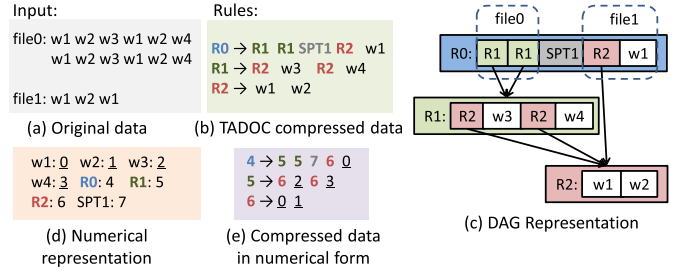 Input:
file0: w1 w2 w3 w1 w2 w4
w1 w2 w3 w1 w2 w4
file1: w1 w2 w1
(a) Original data
Rules:
R0 → R1 R1 SPT1 R2 w1
R1 → R2 w3 R2 w4
R2 → w1 w2
(b) TADOC compressed data
file0 file1
R0: R1 R1 SPT1 R2 w1
R1: R2 w3 R2 w4
R2: w1 w2
(c) DAG Representation
w1: 0 w2: 1 w3: 2
w4: 3 R0: 4 R1: 5
R2: 6 SPT1: 7
(d) Numerical
representation
4 → 5 5 7 6 0
5 → 6 2 6 3
6 → 0 1
(e) Compressed data
in numerical form